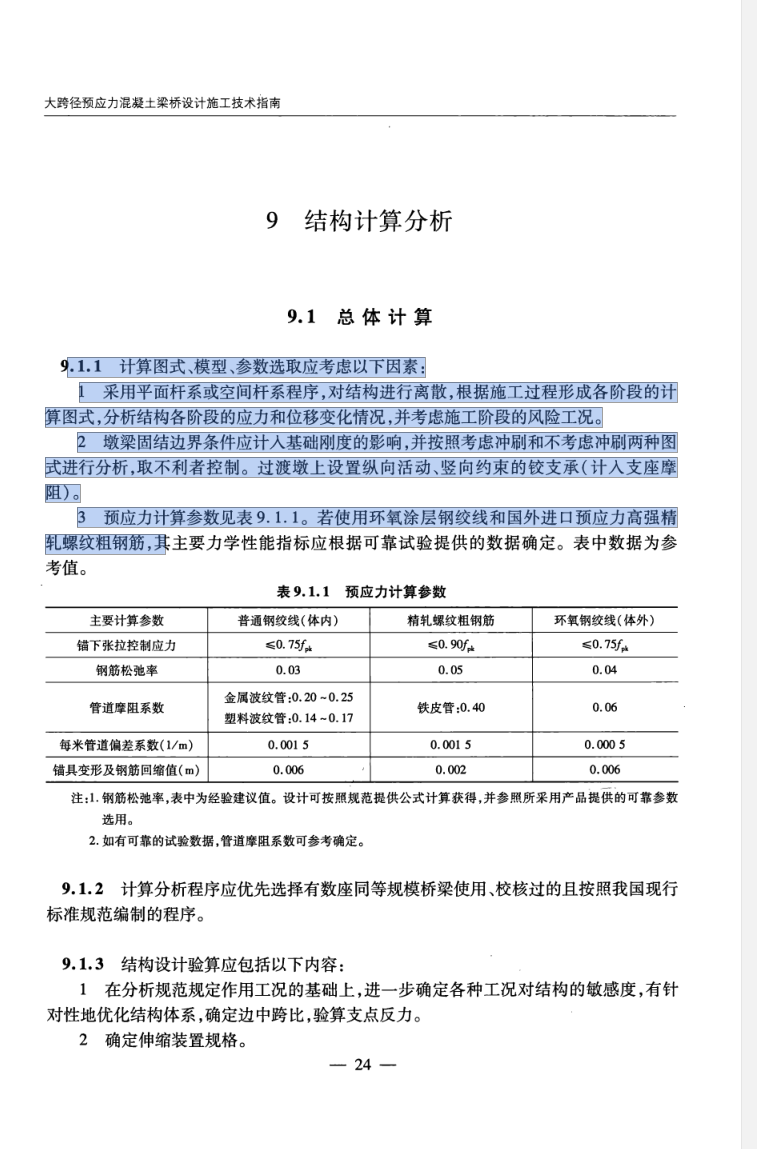 大跨径预应力混凝土梁桥设计施工技术指南
9 结构计算分析
9.1 总体计算
9.1.1 计算图式、模型、参数选取应考虑以下因素:
1 采用平面杆系或空间杆系程序,对结构进行离散,根据施工过程形成各阶段的计
算图式,分析结构各阶段的应力和位移变化情况,并考虑施工阶段的风险工况。
2 墩梁固结边界条件应计入基础刚度的影响,并按照考虑冲刷和不考虑冲刷两种图
式进行分析,取不利者控制。过渡墩上设置纵向活动、竖向约束的铰支承(计入支座摩
阻)。
3 预应力计算参数见表9.1.1。若使用环氧涂层钢绞线和国外进口预应力高强精
轧螺纹粗钢筋,其主要力学性能指标应根据可靠试验提供的数据确定。表中数据为参
考值。
表9.1.1 预应力计算参数
主要计算参数 普通钢绞线(体内) 精轧螺纹粗钢筋 环氧钢绞线(体外)
锚下张拉控制应力 ≤0.75fpk ≤0.90fpk ≤0.75fpk
钢筋松弛率 0.03 0.05 0.04
管道摩阻系数 金属波纹管:0.20~0.25 铁皮管:0.40 0.06
塑料波纹管:0.14~0.17
每米管道偏差系数(1/m) 0.001 5 0.001 5 0.000 5
锚具变形及钢筋回缩值(m) 0.006 0.002 0.006
注:1.钢筋松弛率,表中为经验建议值。设计可按照规范提供公式计算获得,并参照所采用产品提供的可靠参数
选用。
2.如有可靠的试验数据,管道摩阻系数可参考确定。
9.1.2 计算分析程序应优先选择有数座同等规模桥梁使用、校核过的且按照我国现行
标准规范编制的程序。
9.1.3 结构设计验算应包括以下内容:
1 在分析规范规定作用工况的基础上,进一步确定各种工况对结构的敏感度,有针
对性地优化结构体系,确定边中跨比,验算支点反力。
2 确定伸缩装置规格。
— 24 —